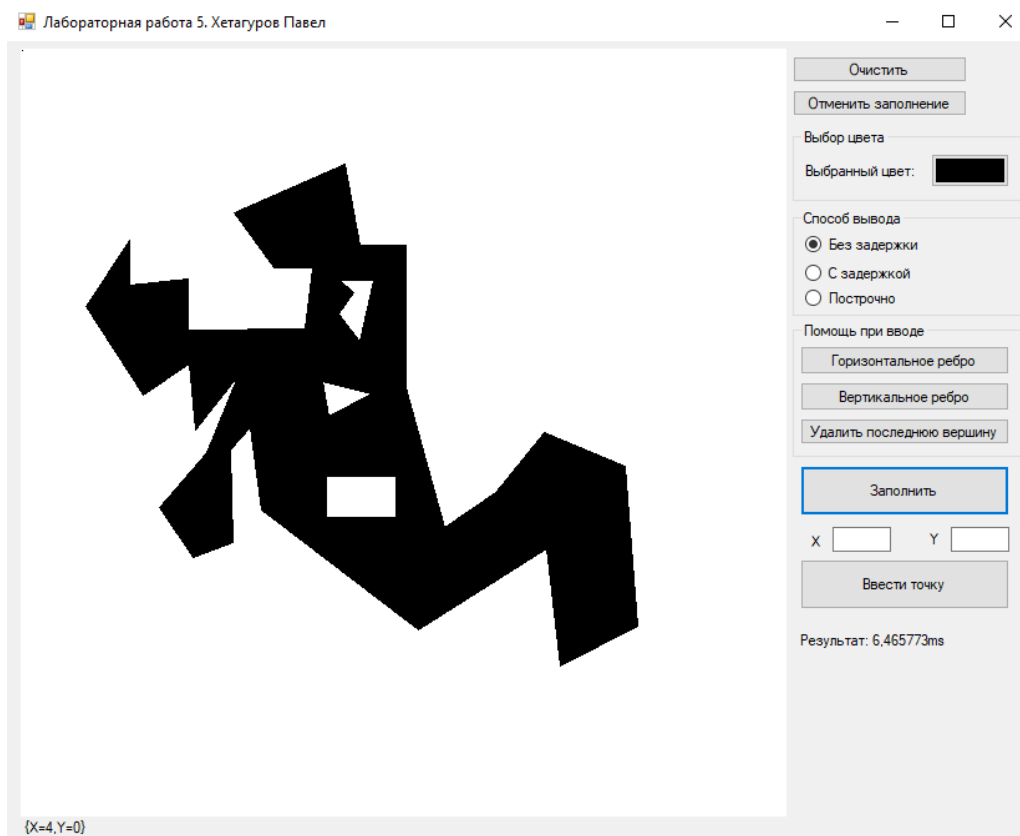 Лабораторная работа 5. Хетагуров Павел
Очистить
Отменить заполнение
Выбор цвета
Выбранный цвет:
Способ вывода
Без задержки
С задержкой
Построчно
Помощь при вводе
Горизонтальное ребро
Вертикальное ребро
Удалить последнюю вершину
Заполнить
X Y
Ввести точку
Результат: 6,465773ms
{X=4,Y=0}